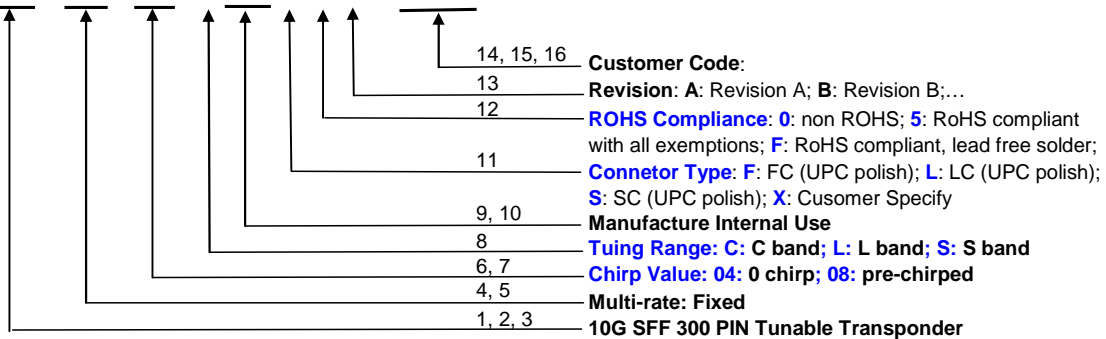 14, 15, 16 Customer Code:
13 Revision: A: Revision A; B: Revision B;…
12 ROHS Compliance: 0: non ROHS; 5: RoHS compliant
with all exemptions; F: RoHS compliant, lead free solder;
11 Connetor Type: F: FC (UPC polish); L: LC (UPC polish);
S: SC (UPC polish); X: Cusomer Specify
9, 10 Manufacture Internal Use
8 Tuing Range: C: C band; L: L band; S: S band
6, 7 Chirp Value: 04: 0 chirp; 08: pre-chirped
4, 5 Multi-rate: Fixed
1, 2, 3 10G SFF 300 PIN Tunable Transponder